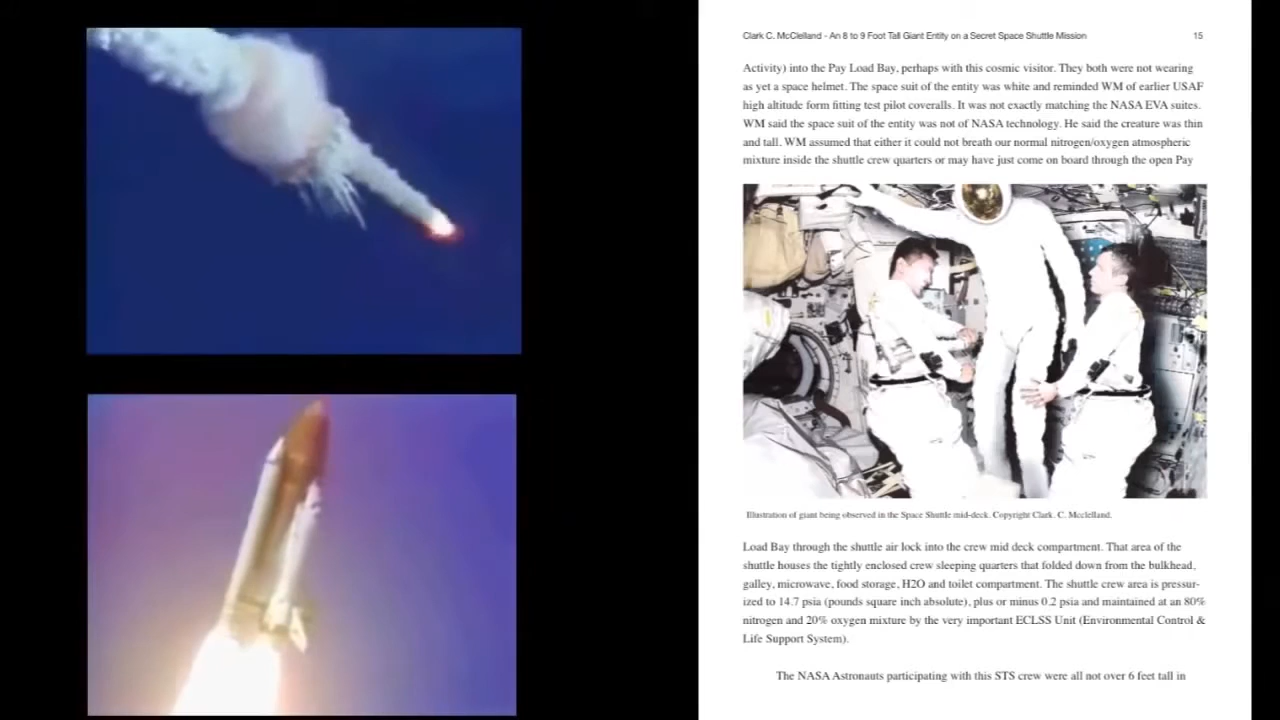 Clark C. McClelland - An 8 to 9 Foot Tall Giant Entity on a Secret Space Shuttle Mission 15
Activity) into the Pay Load Bay, perhaps with this cosmic visitor. They both were not wearing
as yet a space helmet. The space suit of the entity was white and reminded WM of earlier USAF
high altitude form fitting test pilot coveralls. It was not exactly matching the NASA EVA suites.
WM said the space suit of the entity was not of NASA technology. He said the creature was thin
and tall. WM assumed that either it could not breath our normal nitrogen/oxygen atmospheric
mixture inside the shuttle crew quarters or may have just come on board through the open Pay
Illustration of giant being observed in the Space Shuttle mid-deck. Copyright Clark. C. Mcclelland.
Load Bay through the shuttle air lock into the crew mid deck compartment. That area of the
shuttle houses the tightly enclosed crew sleeping quarters that folded down from the bulkhead,
galley, microwave, food storage, H2O and toilet compartment. The shuttle crew area is pressur-
ized to 14.7 psia (pounds square inch absolute), plus or minus 0.2 psia and maintained at an 80%
nitrogen and 20% oxygen mixture by the very important ECLSS Unit (Environmental Control &
Life Support System).
The NASA Astronauts participating with this STS crew were all not over 6 feet tall in